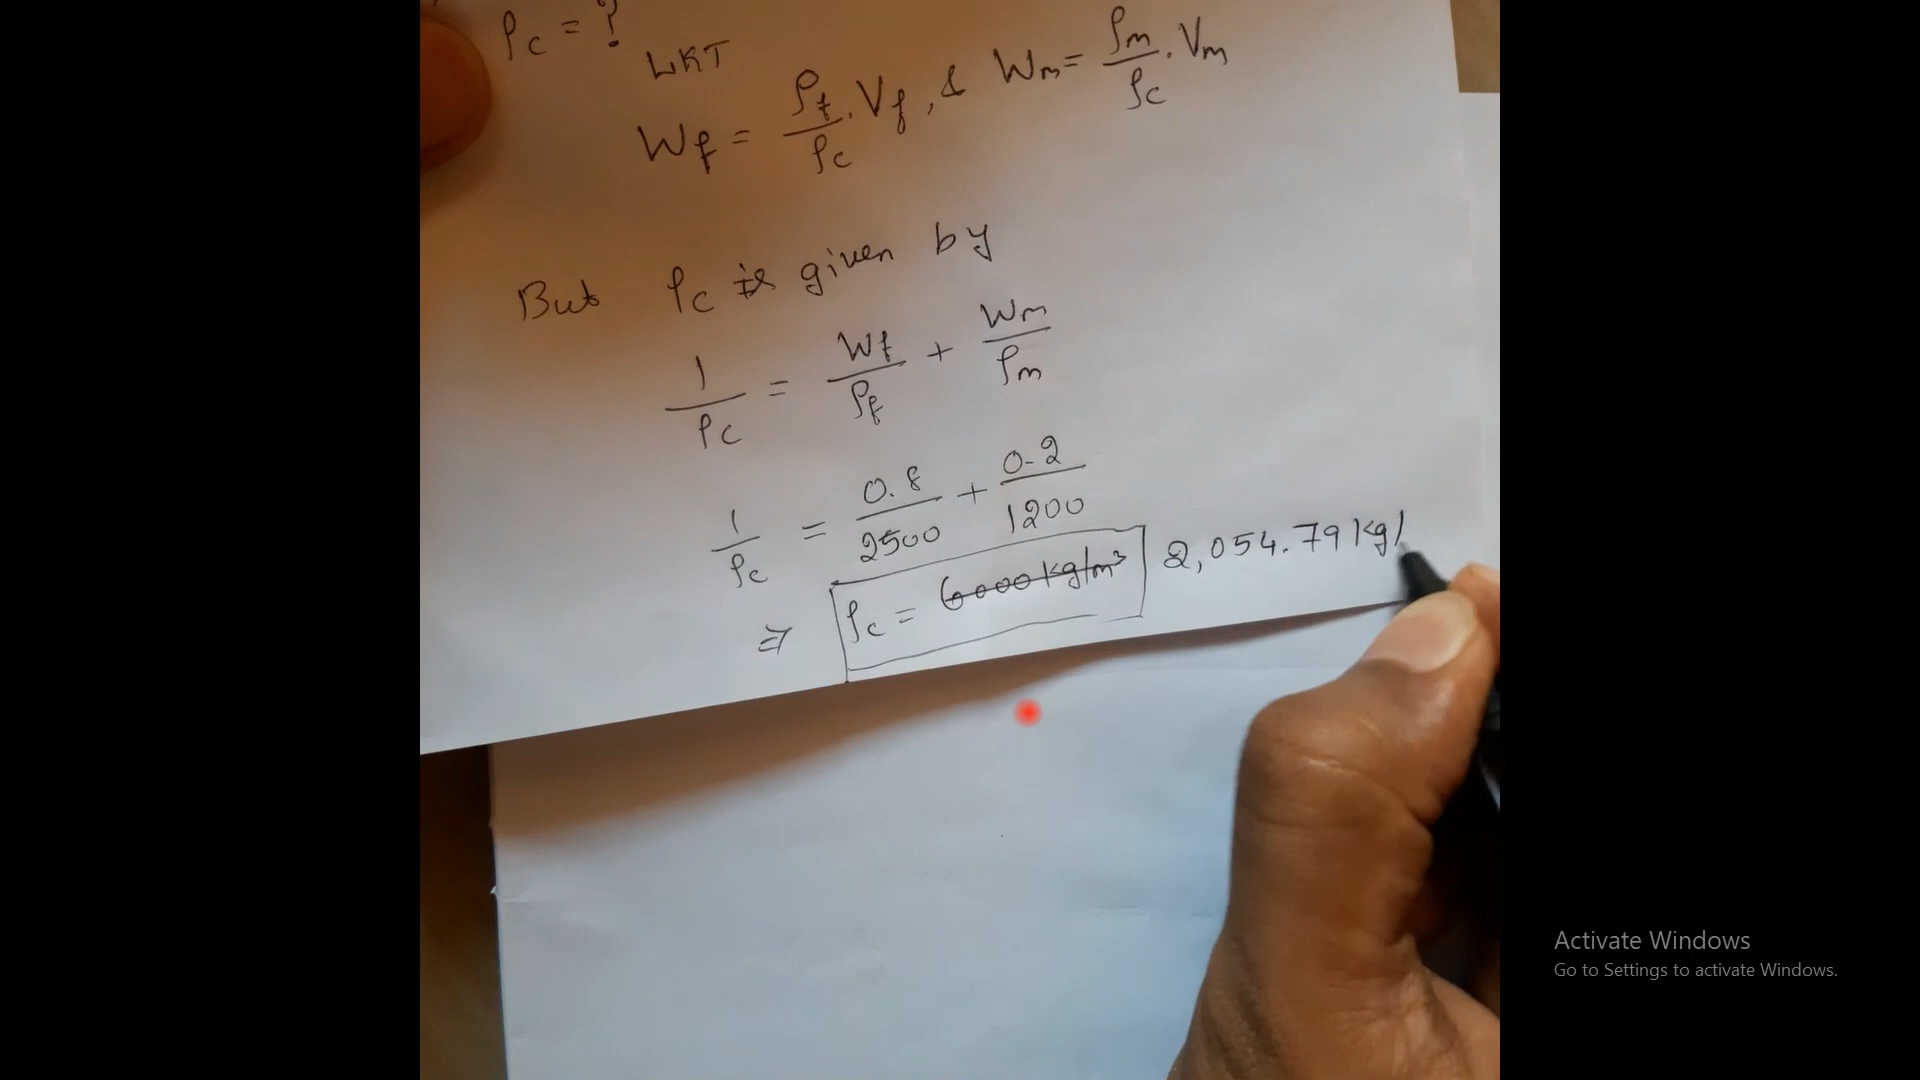 ρc = ?
WKT
Wf = ρf/ρc . Vf , & Wm = ρm/ρc . Vm
But ρc is given by
1/ρc = Wf/ρf + Wm/ρm
1/ρc = 0.8/2500 + 0.2/1200
⇒ ρc = 6000 kg/m³ 2,054.79 kg/
Activate Windows
Go to Settings to activate Windows.